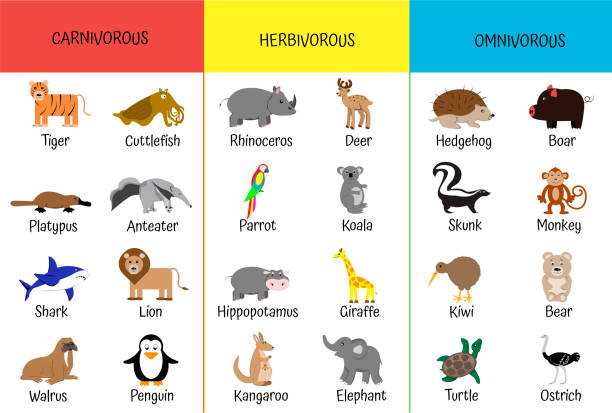 CARNIVOROUS HERBIVOROUS OMNIVOROUS
Tiger Cuttlefish Rhinoceros Deer Hedgehog Boar
Platypus Anteater Parrot Koala Skunk Monkey
Shark Lion Hippopotamus Giraffe Kiwi Bear
Walrus Penguin Kangaroo Elephant Turtle Ostrich